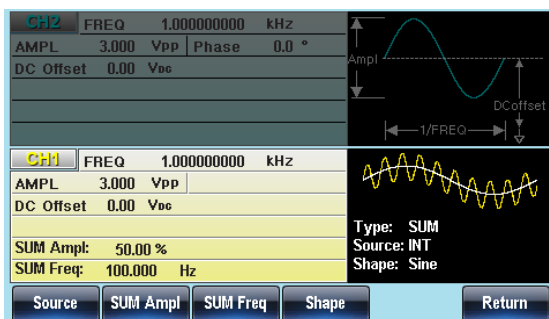 CH2 FREQ 1.000000000 kHz
AMPL 3.000 Vpp Phase 0.0 °
DC Offset 0.00 VDC
Ampl
DCoffset
1/FREQ
CH1 FREQ 1.000000000 kHz
AMPL 3.000 Vpp
DC Offset 0.00 VDC
SUM Ampl: 50.00 %
SUM Freq: 100.000 Hz
Type: SUM
Source: INT
Shape: Sine
Source SUM Ampl SUM Freq Shape Return